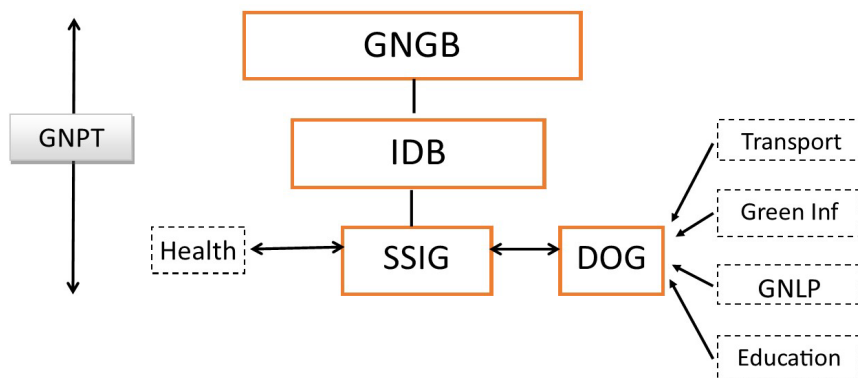 GNGB
GNPT
IDB
Transport
Green Inf
Health
SSIG
DOG
GNLP
Education